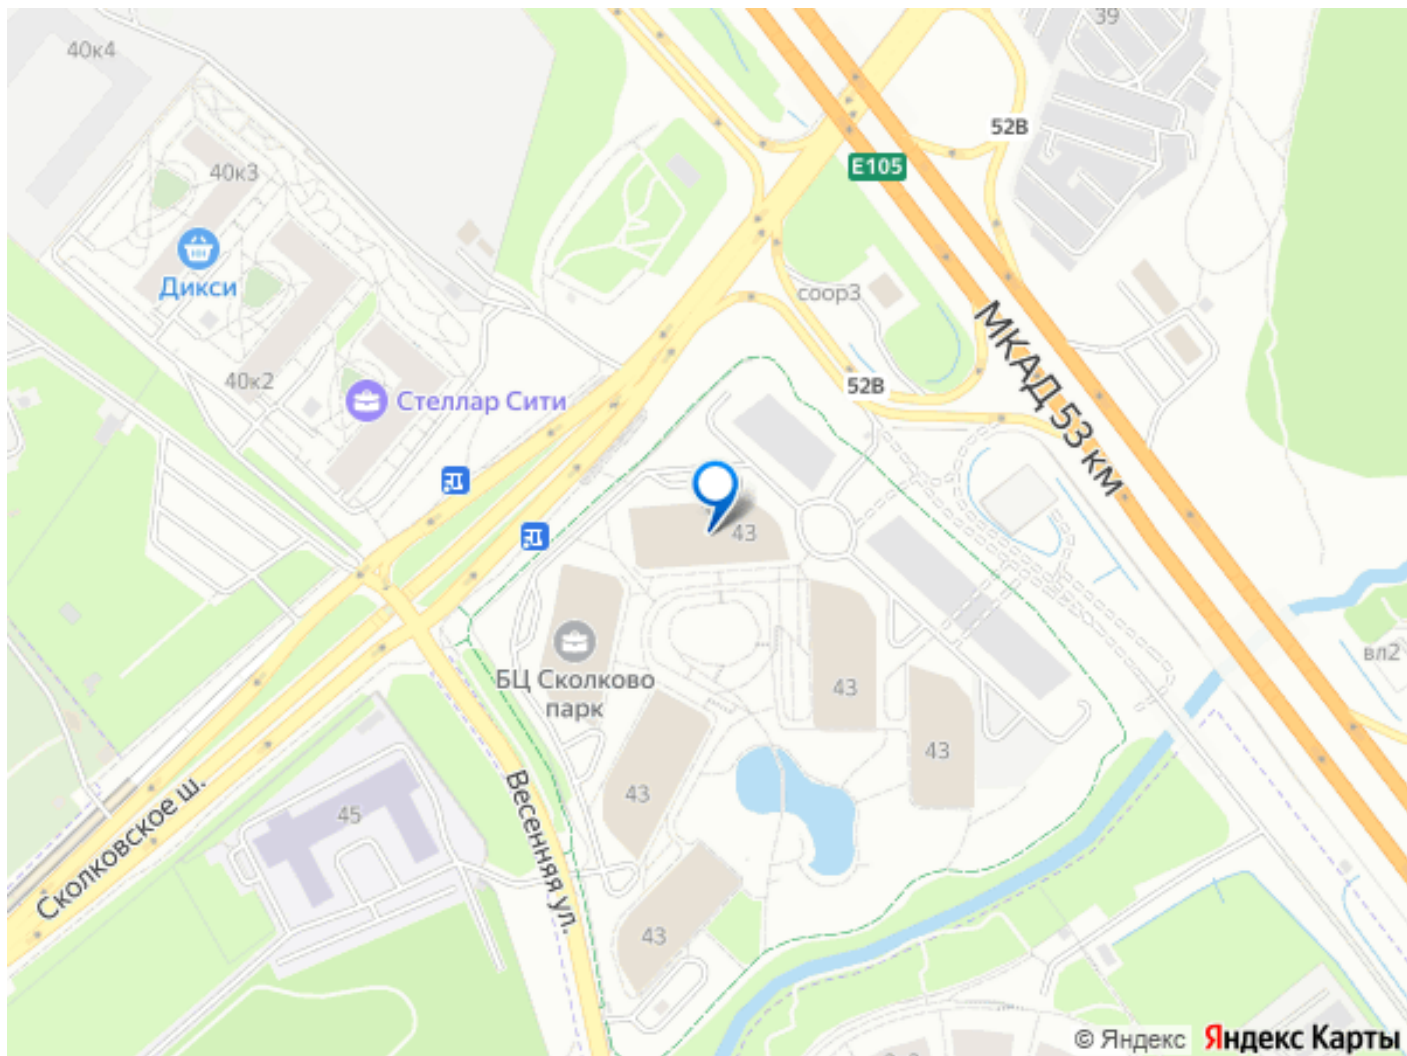 40к4
39
52В
E105
40к3
Дикси
соор3
МКАД 53 км
40к2
Стеллар Сити
52В
43
БЦ Сколково
парк
43
вл2
43
43
Весенняя ул.
Сколковское ш.
45
43
© Яндекс Яндекс Карты